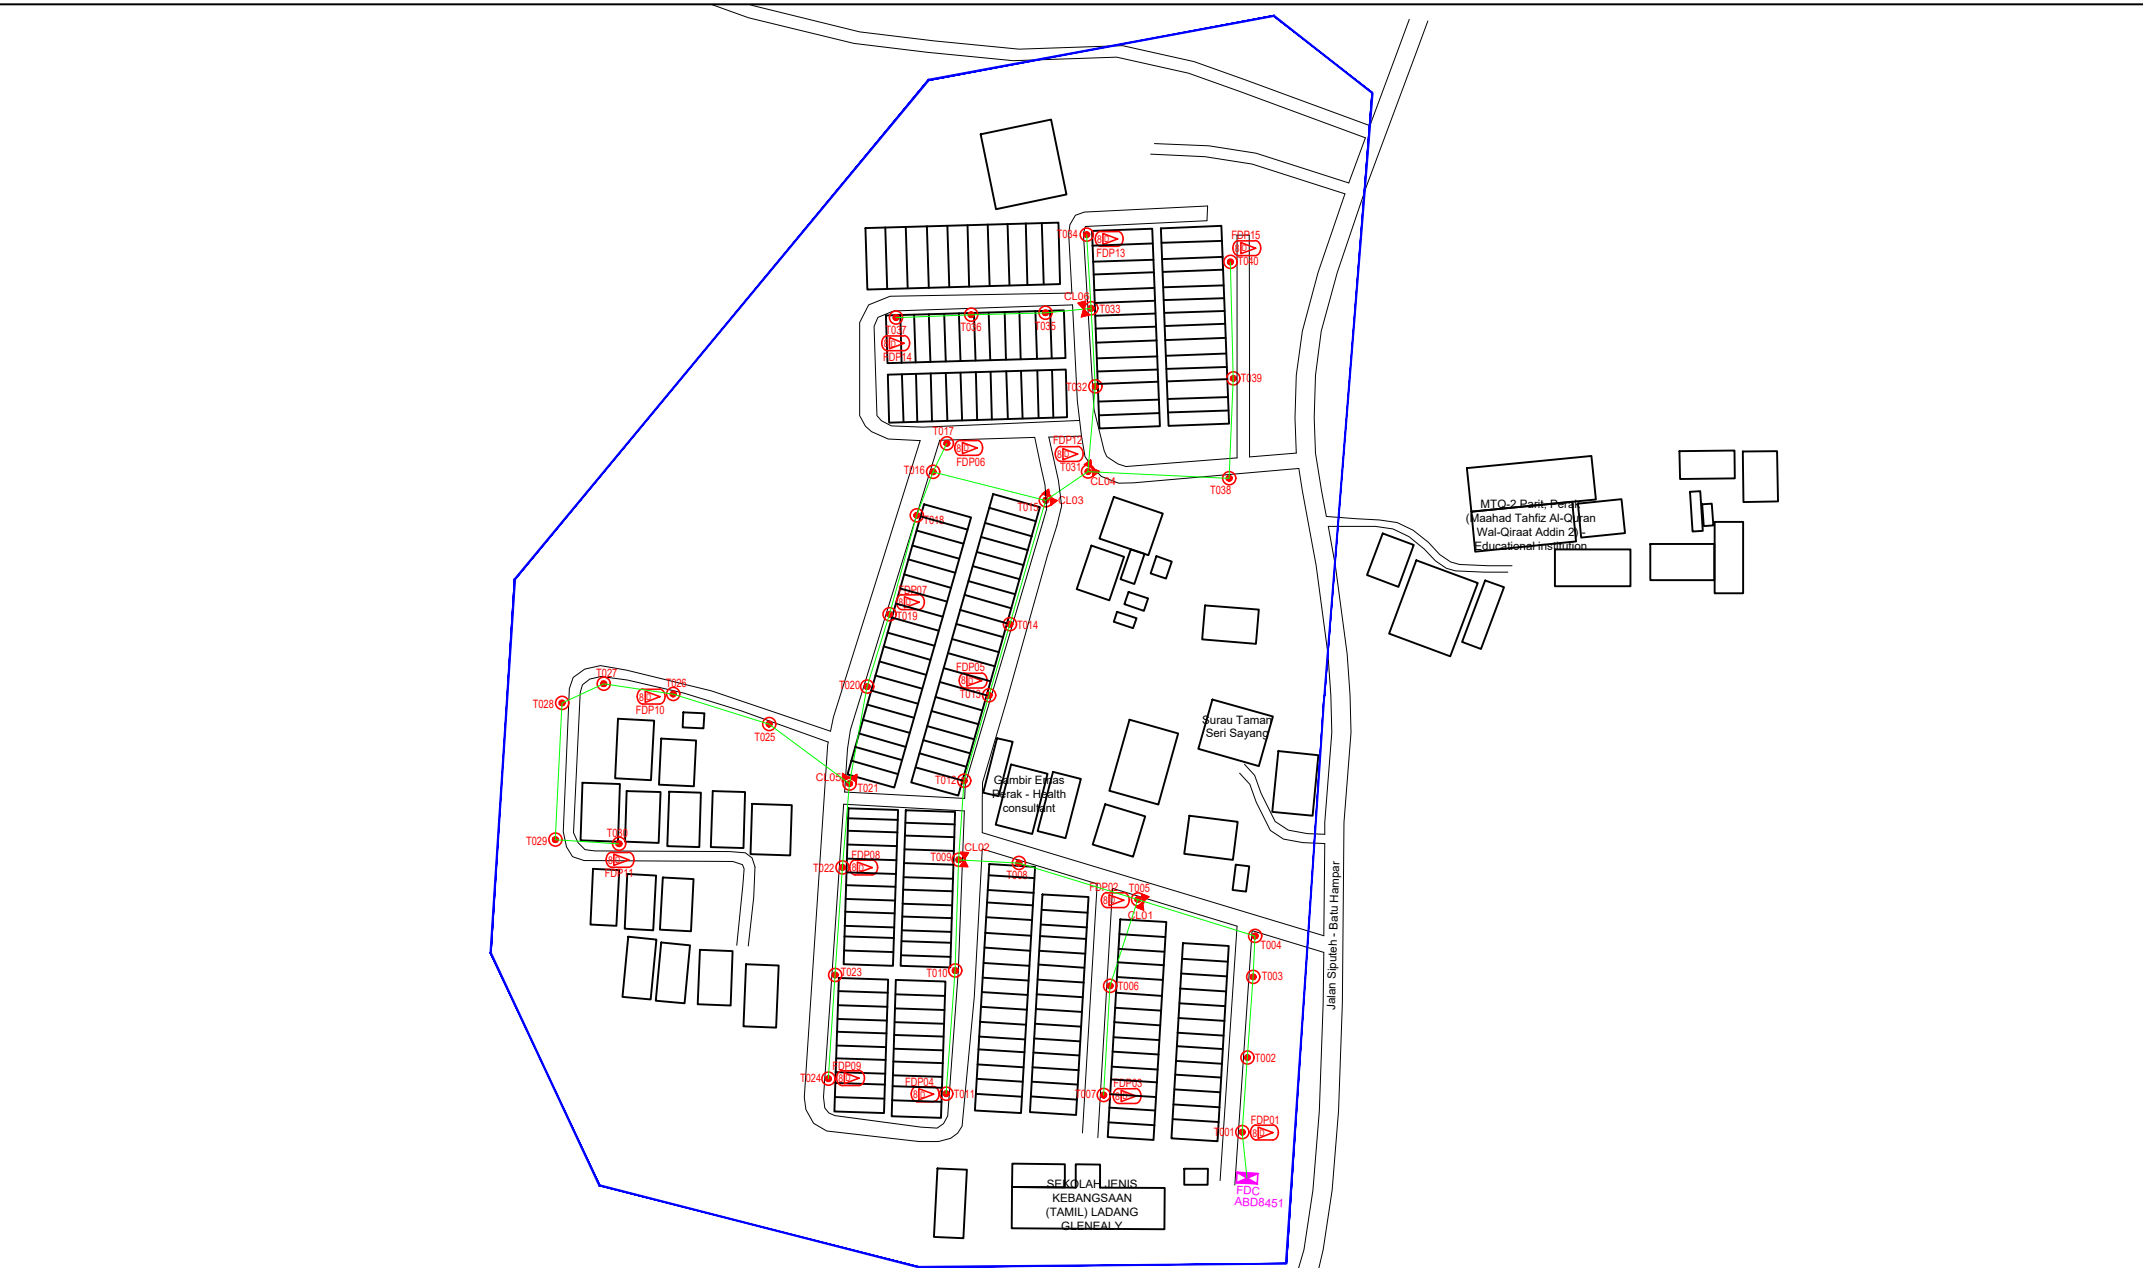 T034
FDP13
FDP15
T040
CL06
T033
T037
T036
T035
FDP14
T032
T039
T017
FDP06
FDP12
T016
T031
CL04
T038
T015
CL03
T018
MTQ-2 Parit, Perak
(Maahad Tahfiz Al-Quran
Wal-Qiraat Addin 2) -
Educational institution
FDP07
T019
T014
FDP05
T020
T013
T027
T026
T028
FDP10
T025
Surau Taman
Seri Sayang
CL05
T021
T012
Gambir Emas
Perak - Health
consultant
T029
T030
FDP11
T022
FDP08
T009
CL02
T008
FDP02
T005
CL01
T004
T003
Jalan Siputeh - Batu Hampar
T023
T010
T006
T002
T024
FDP09
FDP04
T011
T007
FDP03
T001
FDP01
FDC
ABD8451
SEKOLAH JENIS
KEBANGSAAN
(TAMIL) LADANG
GLENEALY